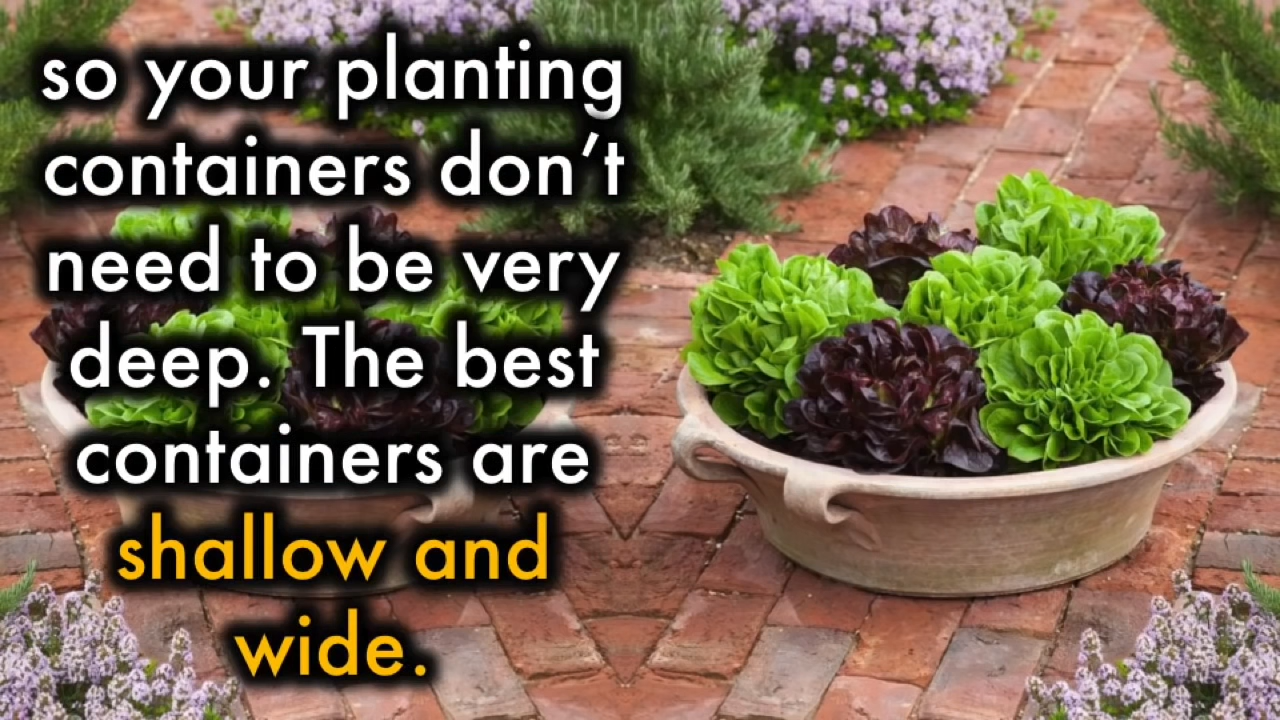 so your planting
containers don’t
need to be very
deep. The best
containers are
shallow and
wide.